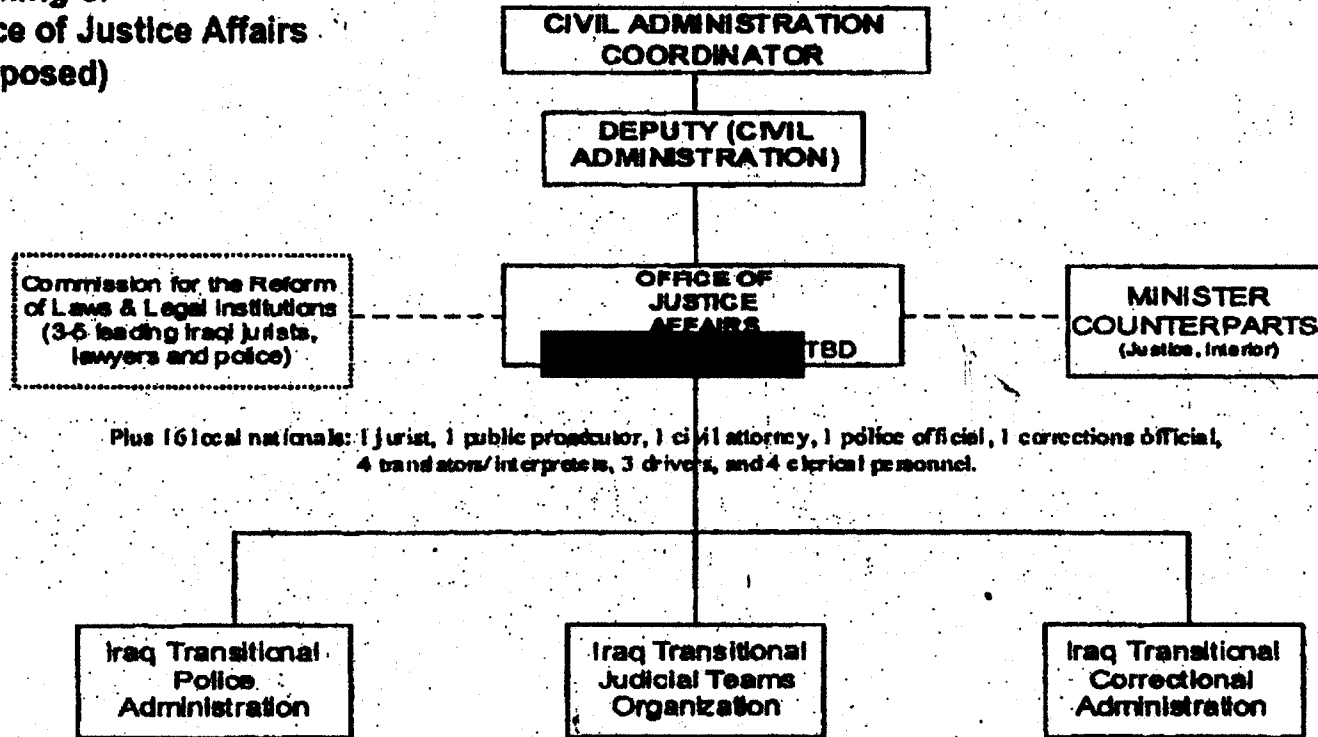 ce of Justice Affairs
posed)
CIVIL ADMINISTRATION
COORDINATOR
DEPUTY (CIVIL
ADMINISTRATION)
Commission for the Reform
of Laws & Legal Institutions
leading Iraqi jurists,
lawyers and police)
OFFICE OF
JUSTICE
AFFAIRS
TBD
MINISTER
COUNTERPARTS
(Justice, Interior)
Plus 16 local nationals: 1 jurist, 1 public prosecutor, 1 civil attorney, 1 police official, 1 corrections official,
4 translators/interpreters, 3 drivers, and 4 clerical personnel.
Iraq Transitional
Police
Administration
Iraq Transitional
Judicial Teams
Organization
Iraq Transitional
Correctional
Administration